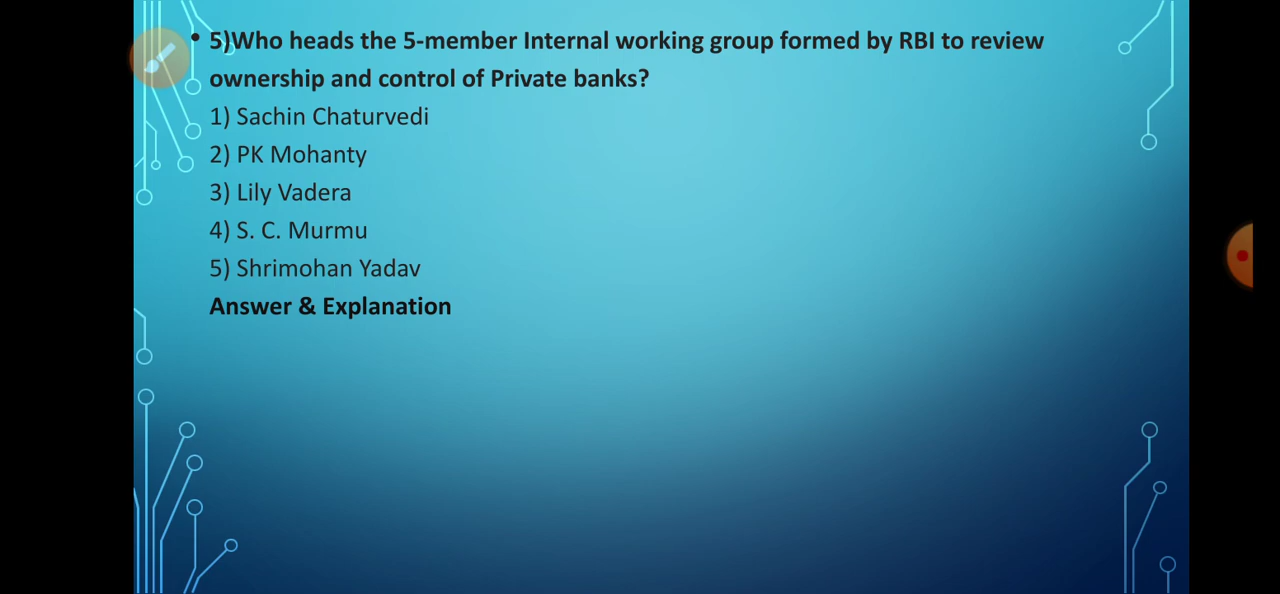 • 5)Who heads the 5-member Internal working group formed by RBI to review
ownership and control of Private banks?
1) Sachin Chaturvedi
2) PK Mohanty
3) Lily Vadera
4) S. C. Murmu
5) Shrimohan Yadav
Answer & Explanation